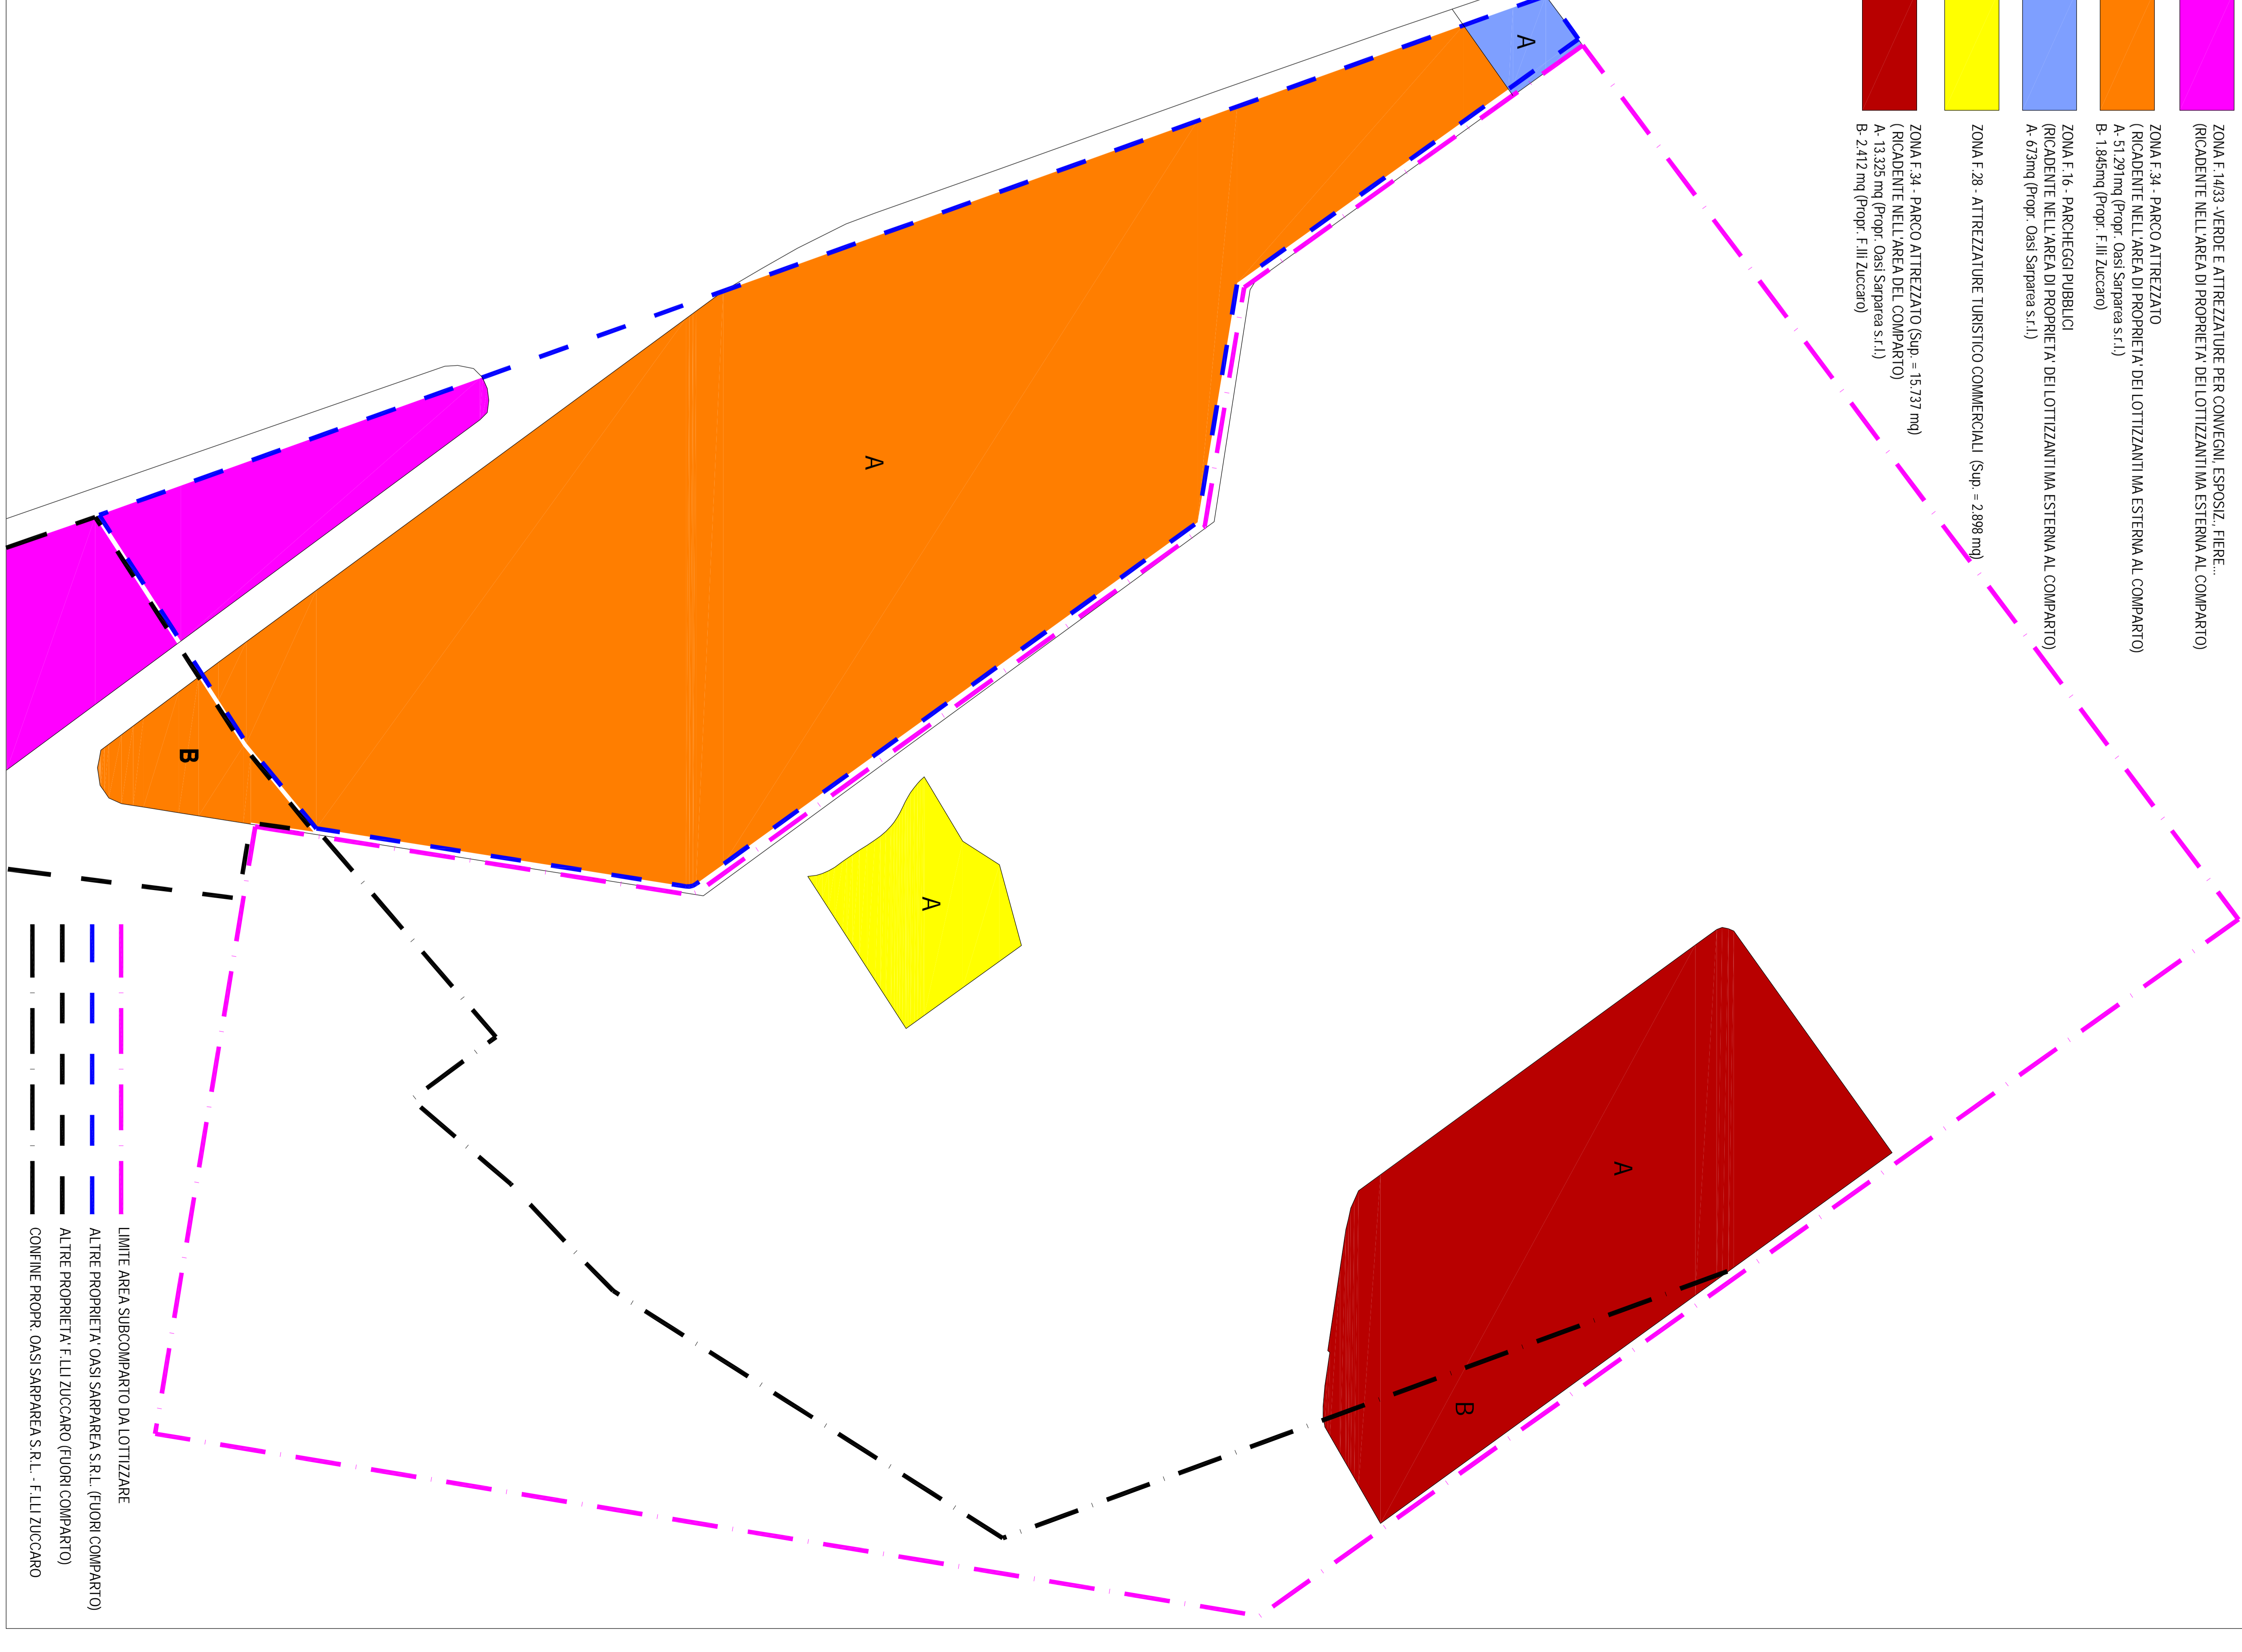 ZONA F.14/33 - VERDE E ATTREZZATURE PER CONVEGNI, ESPOSIZ., FIERE...
(RICADENTE NELL'AREA DI PROPRIETA' DEI LOTTIZZANTI MA ESTERNA AL COMPARTO)
ZONA F.34 - PARCO ATTREZZATO
( RICADENTE NELL'AREA DI PROPRIETA' DEI LOTTIZZANTI MA ESTERNA AL COMPARTO)
A- 51.291mq (Propr. Oasi Sarparea s.r.l.)
B- 1.845mq (Propr. F.lli Zuccaro)
ZONA F.16 - PARCHEGGI PUBBLICI
(RICADENTE NELL'AREA DI PROPRIETA' DEI LOTTIZZANTI MA ESTERNA AL COMPARTO)
A- 673mq (Propr. Oasi Sarparea s.r.l.)
ZONA F.28 - ATTREZZATURE TURISTICO COMMERCIALI (Sup. = 2.898 mq)
ZONA F.34 - PARCO ATTREZZATO (Sup. = 15.737 mq)
( RICADENTE NELL'AREA DEL COMPARTO)
A- 13.325 mq (Propr. Oasi Sarparea s.r.l.)
B- 2.412 mq (Propr. F.lli Zuccaro)
A
A
B
A
A
B
LIMITE AREA SUBCOMPARTO DA LOTTIZZARE
ALTRE PROPRIETA' OASI SARPAREA S.R.L. (FUORI COMPARTO)
ALTRE PROPRIETA' F.LLI ZUCCARO (FUORI COMPARTO)
CONFINE PROPR. OASI SARPAREA S.R.L. - F.LLI ZUCCARO